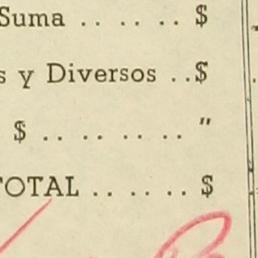 Suma .. .. .. $
s y Diversos .. $
$ .. .. .. .. "
TOTAL .. .. .. $